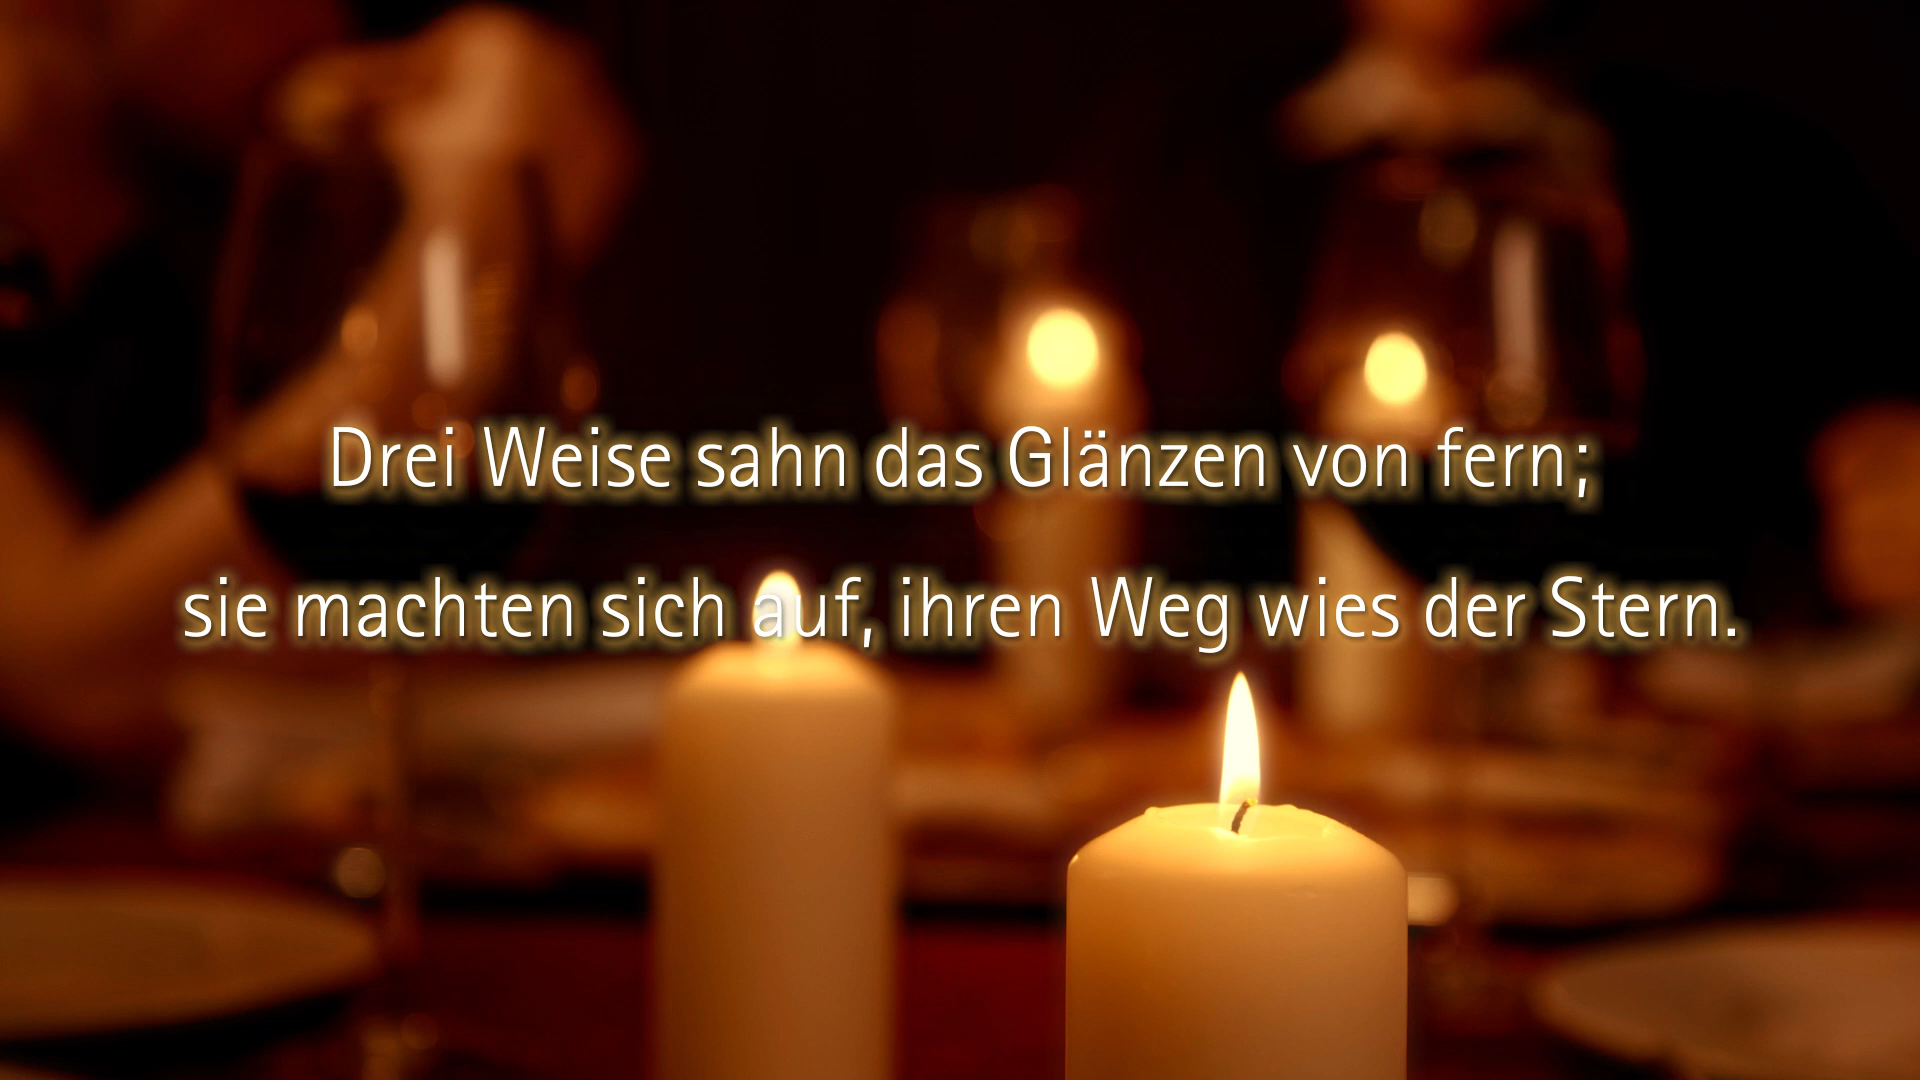 Drei Weise sahn das Glänzen von fern;
sie machten sich auf, ihren Weg wies der Stern.